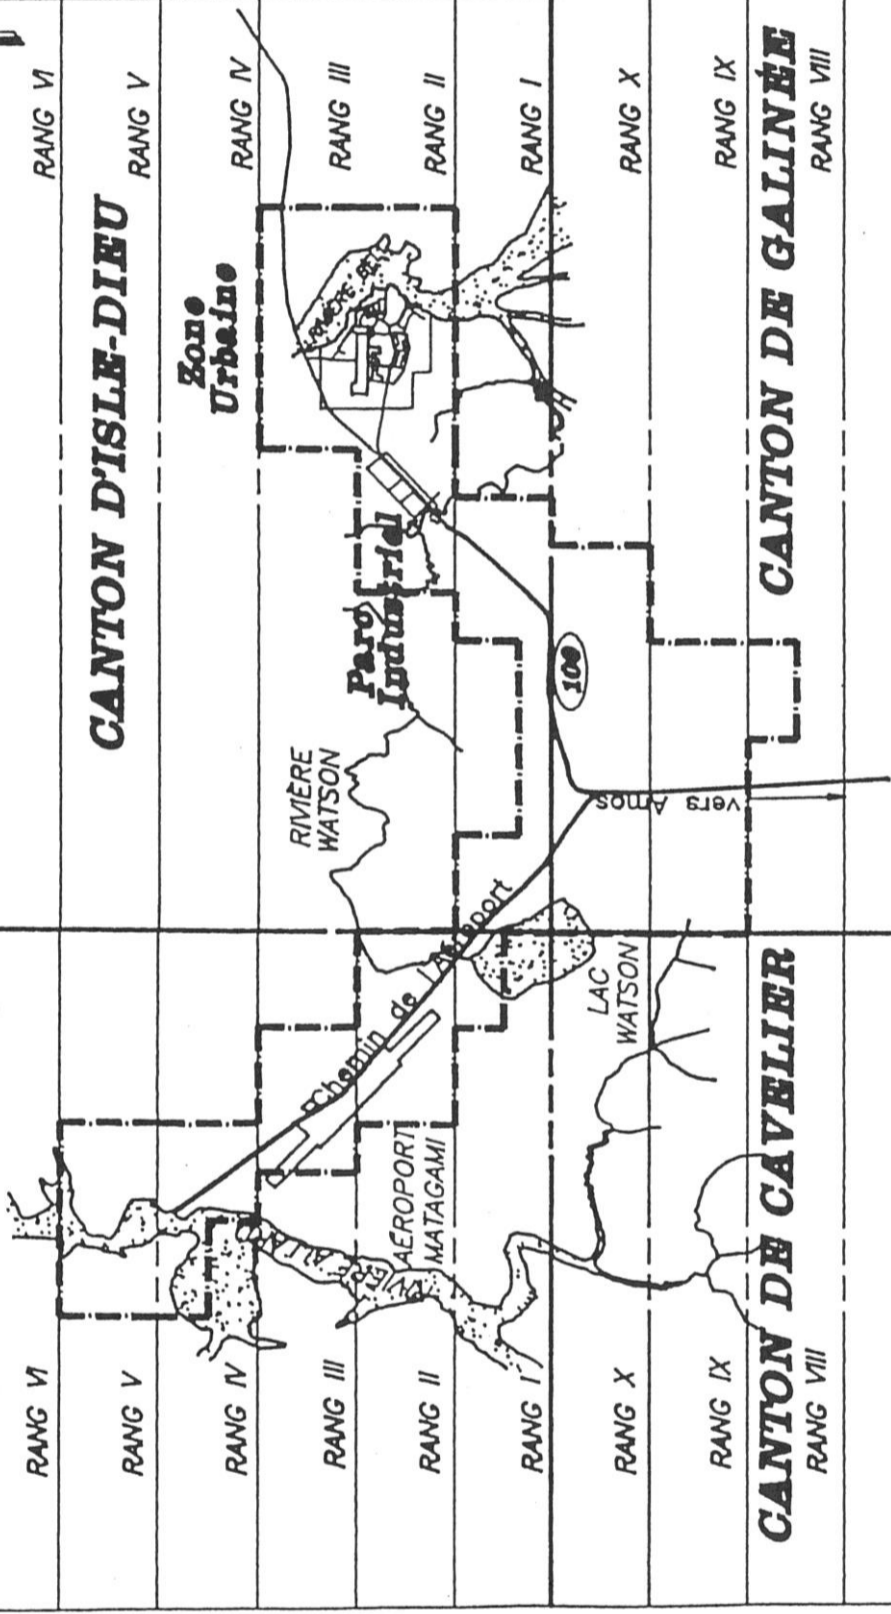 CANTON D'ISLE-DIEU
RANG VI
RANG V
RANG IV
RANG III
RANG II
RANG I
RANG X
RANG IX
RANG VIII
Zone
Urbaine
CANTON DE GALINÉE
Parc
Industriel
109
RIVIÈRE
WATSON
vers Amos
Chemin de l'Aéroport
LAC
WATSON
AÉROPORT
MATAGAMI
CANTON DE CAVELIER
RANG VI
RANG V
RANG IV
RANG III
RANG II
RANG I
RANG X
RANG IX
RANG VIII